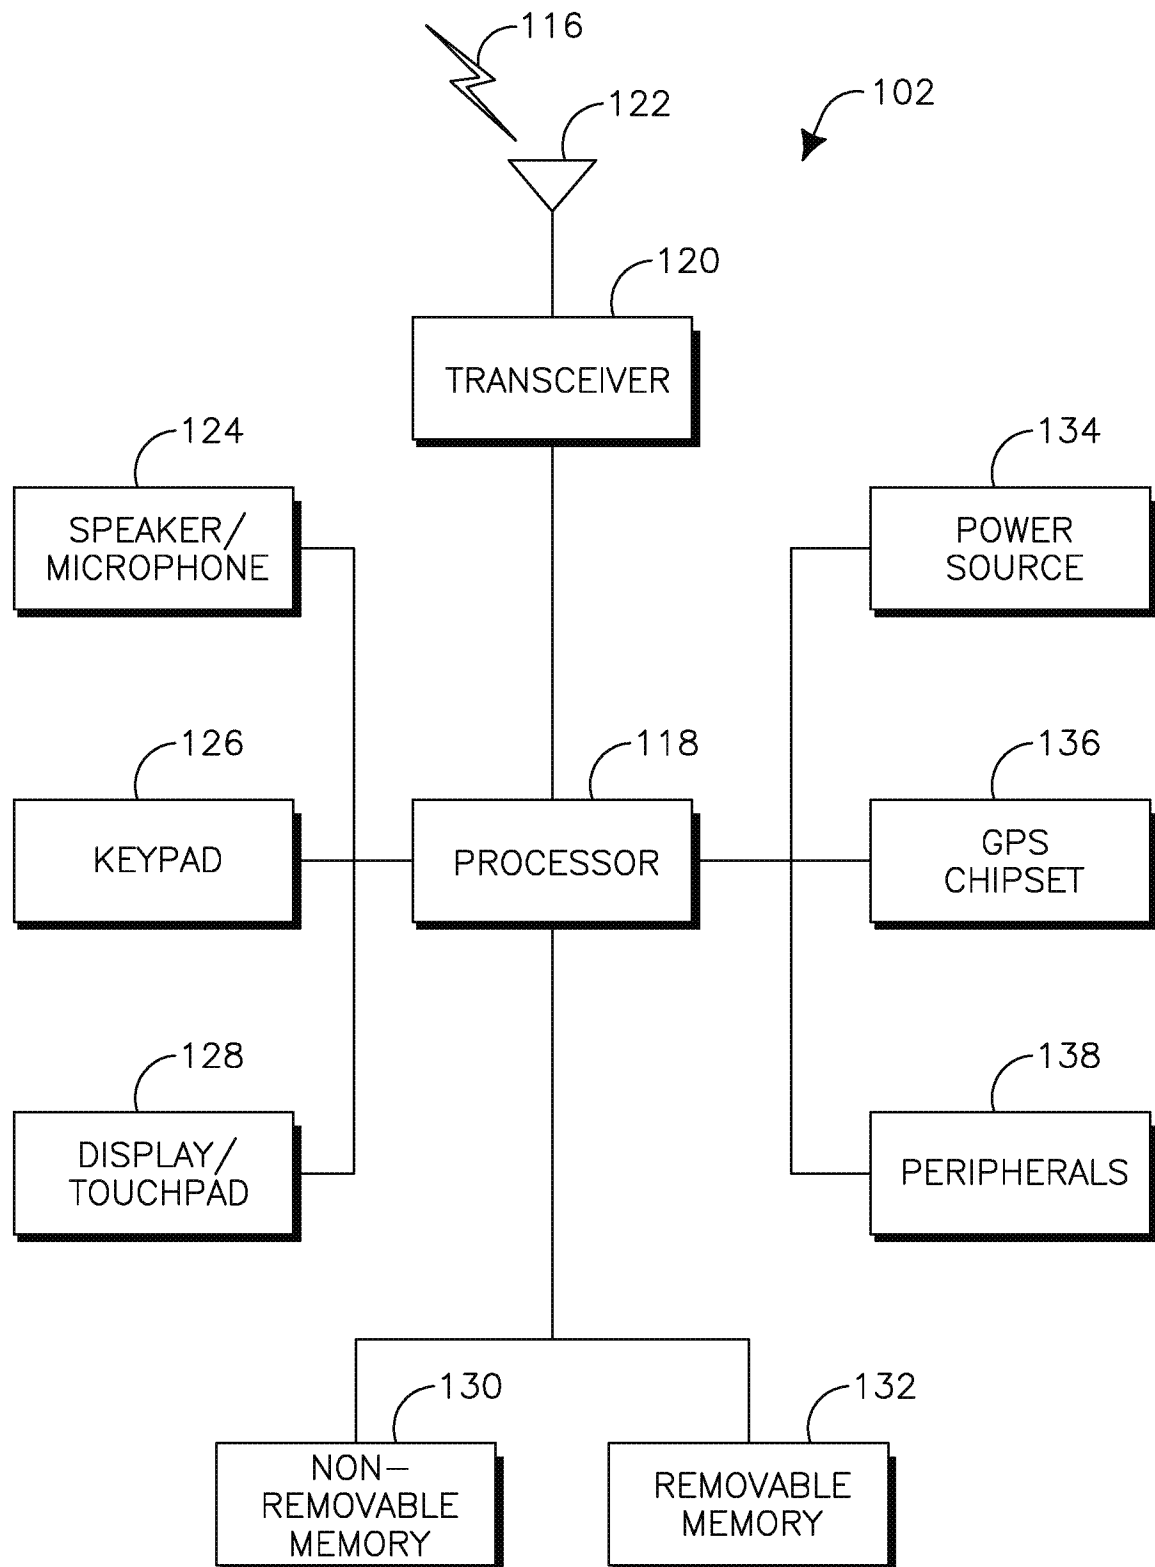 116
122
102
120
TRANSCEIVER
124
134
SPEAKER/
MICROPHONE
POWER
SOURCE
126
118
136
KEYPAD
PROCESSOR
GPS
CHIPSET
128
138
DISPLAY/
TOUCHPAD
PERIPHERALS
130
132
NON-
REMOVABLE
MEMORY
REMOVABLE
MEMORY